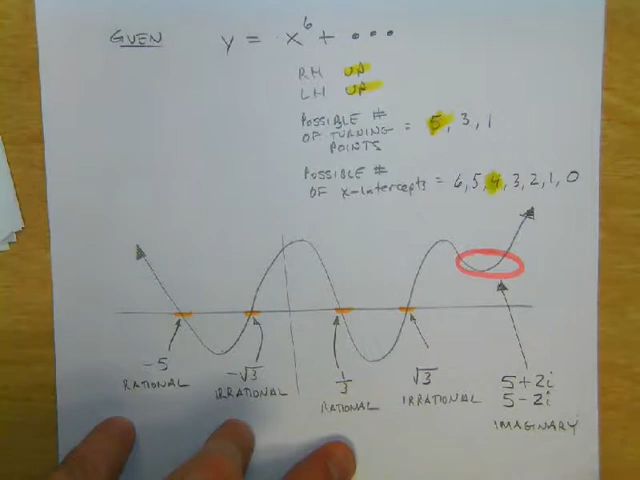 GIVEN y = x⁶ + • • •
RH UP
LH UP
POSSIBLE #
OF TURNING = 5, 3, 1
POINTS
POSSIBLE #
OF x-Intercepts = 6, 5, 4, 3, 2, 1, 0
-5
RATIONAL
-√3
IRRATIONAL
1/3
RATIONAL
√3
IRRATIONAL
5+2i
5-2i
IMAGINARY